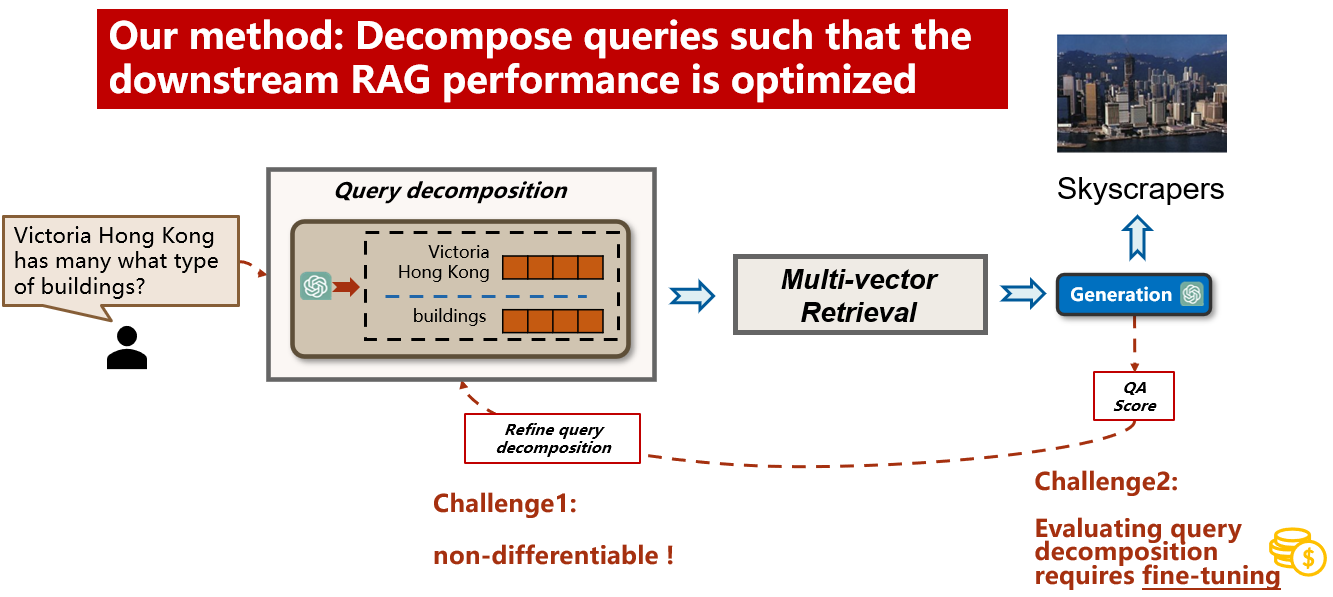 Our method: Decompose queries such that the
downstream RAG performance is optimized
Skyscrapers
Query decomposition
Victoria Hong Kong
has many what type
of buildings?
Victoria
Hong Kong
buildings
Multi-vector
Retrieval
Generation
QA
Score
Refine query
decomposition
Challenge1:
non-differentiable !
Challenge2:
Evaluating query
decomposition
requires fine-tuning
$